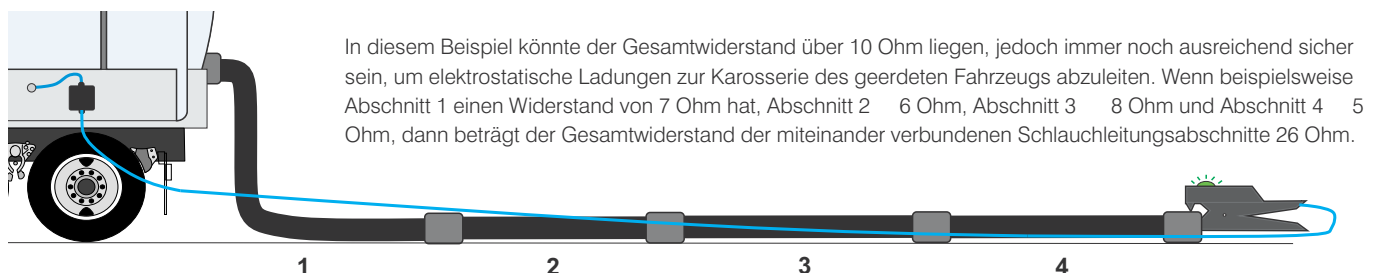 In diesem Beispiel könnte der Gesamtwiderstand über 10 Ohm liegen, jedoch immer noch ausreichend sicher
sein, um elektrostatische Ladungen zur Karosserie des geerdeten Fahrzeugs abzuleiten. Wenn beispielsweise
Abschnitt 1 einen Widerstand von 7 Ohm hat, Abschnitt 2 6 Ohm, Abschnitt 3 8 Ohm und Abschnitt 4 5
Ohm, dann beträgt der Gesamtwiderstand der miteinander verbundenen Schlauchleitungsabschnitte 26 Ohm.
1 2 3 4